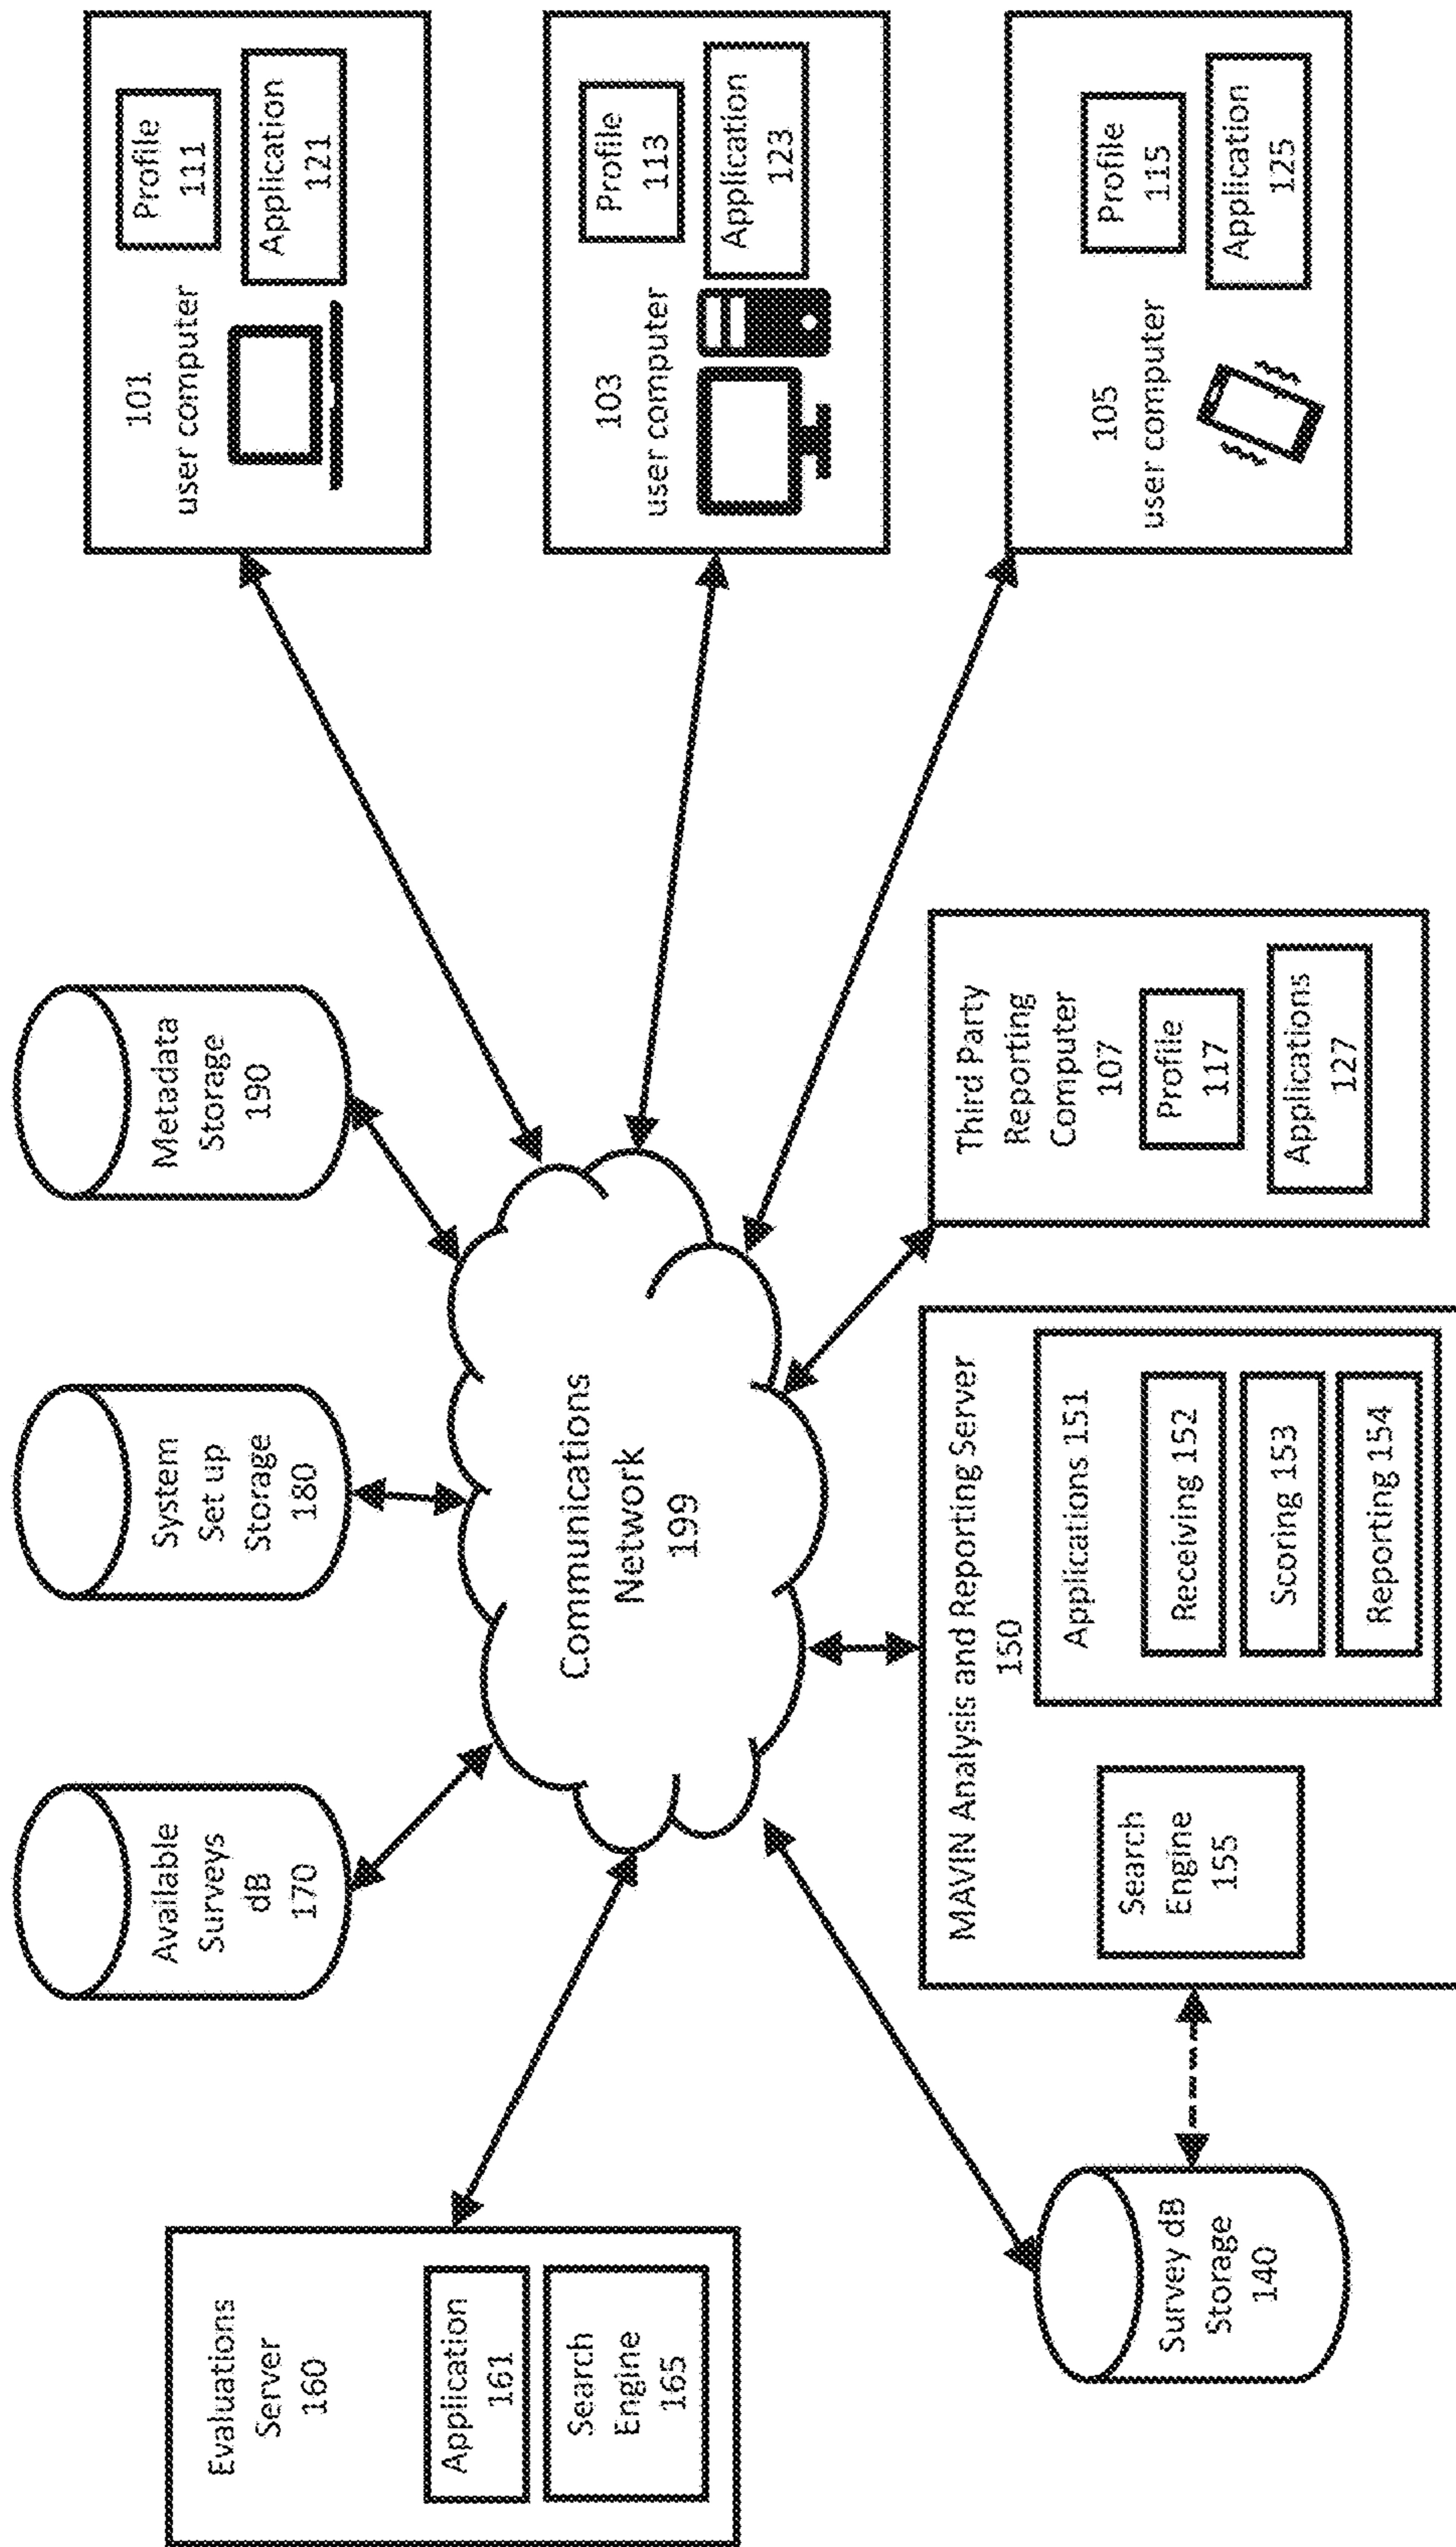 Evaluations
Server
160
Application
161
Search
Engine
165
Available
Surveys
dB
170
System
Set up
Storage
180
Metadata
Storage
190
Communications
Network
199
101
user computer
Profile
111
Application
121
103
user computer
Profile
113
Application
123
105
user computer
Profile
115
Application
125
Survey dB
Storage
140
MAVIN Analysis and Reporting Server
150
Search
Engine
155
Applications 151
Receiving 152
Scoring 153
Reporting 154
Third Party
Reporting
Computer
107
Profile
117
Applications
127